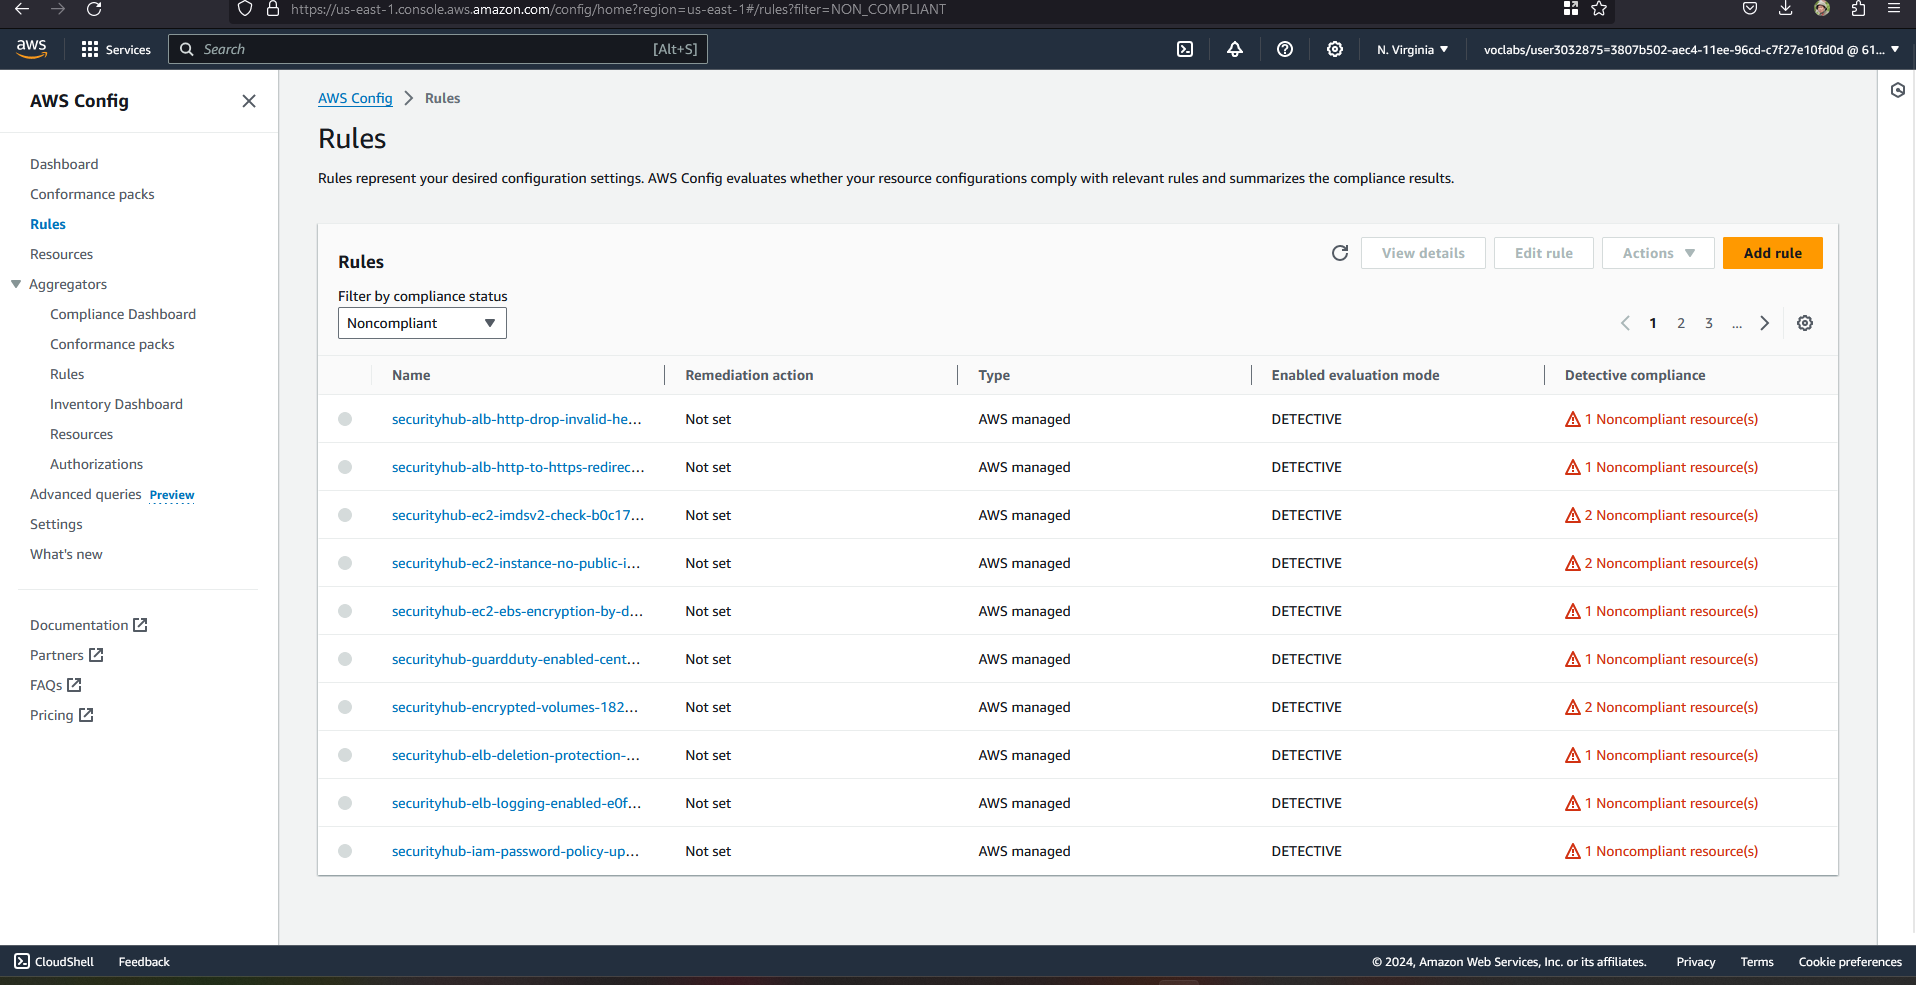 https://us-east-1.console.aws.amazon.com/config/home?region=us-east-1#/rules?filter=NON_COMPLIANT
aws
Services
Search
[Alt+S]
N. Virginia
voclabs/user3032875=3807b502-aec4-11ee-96cd-c7f27e10fd0d @ 61...
AWS Config
Dashboard
Conformance packs
Rules
Resources
Aggregators
Compliance Dashboard
Conformance packs
Rules
Inventory Dashboard
Resources
Authorizations
Advanced queries Preview
Settings
What's new
Documentation
Partners
FAQs
Pricing
AWS Config > Rules
Rules
Rules represent your desired configuration settings. AWS Config evaluates whether your resource configurations comply with relevant rules and summarizes the compliance results.
Rules
View details
Edit rule
Actions
Add rule
Filter by compliance status
Noncompliant
1 2 3 ...
Name Remediation action Type Enabled evaluation mode Detective compliance
securityhub-alb-http-drop-invalid-he... Not set AWS managed DETECTIVE 1 Noncompliant resource(s)
securityhub-alb-http-to-https-redirec... Not set AWS managed DETECTIVE 1 Noncompliant resource(s)
securityhub-ec2-imdsv2-check-b0c17... Not set AWS managed DETECTIVE 2 Noncompliant resource(s)
securityhub-ec2-instance-no-public-i... Not set AWS managed DETECTIVE 2 Noncompliant resource(s)
securityhub-ec2-ebs-encryption-by-d... Not set AWS managed DETECTIVE 1 Noncompliant resource(s)
securityhub-guardduty-enabled-cent... Not set AWS managed DETECTIVE 1 Noncompliant resource(s)
securityhub-encrypted-volumes-182... Not set AWS managed DETECTIVE 2 Noncompliant resource(s)
securityhub-elb-deletion-protection-... Not set AWS managed DETECTIVE 1 Noncompliant resource(s)
securityhub-elb-logging-enabled-e0f... Not set AWS managed DETECTIVE 1 Noncompliant resource(s)
securityhub-iam-password-policy-up... Not set AWS managed DETECTIVE 1 Noncompliant resource(s)
CloudShell
Feedback
© 2024, Amazon Web Services, Inc. or its affiliates.
Privacy
Terms
Cookie preferences